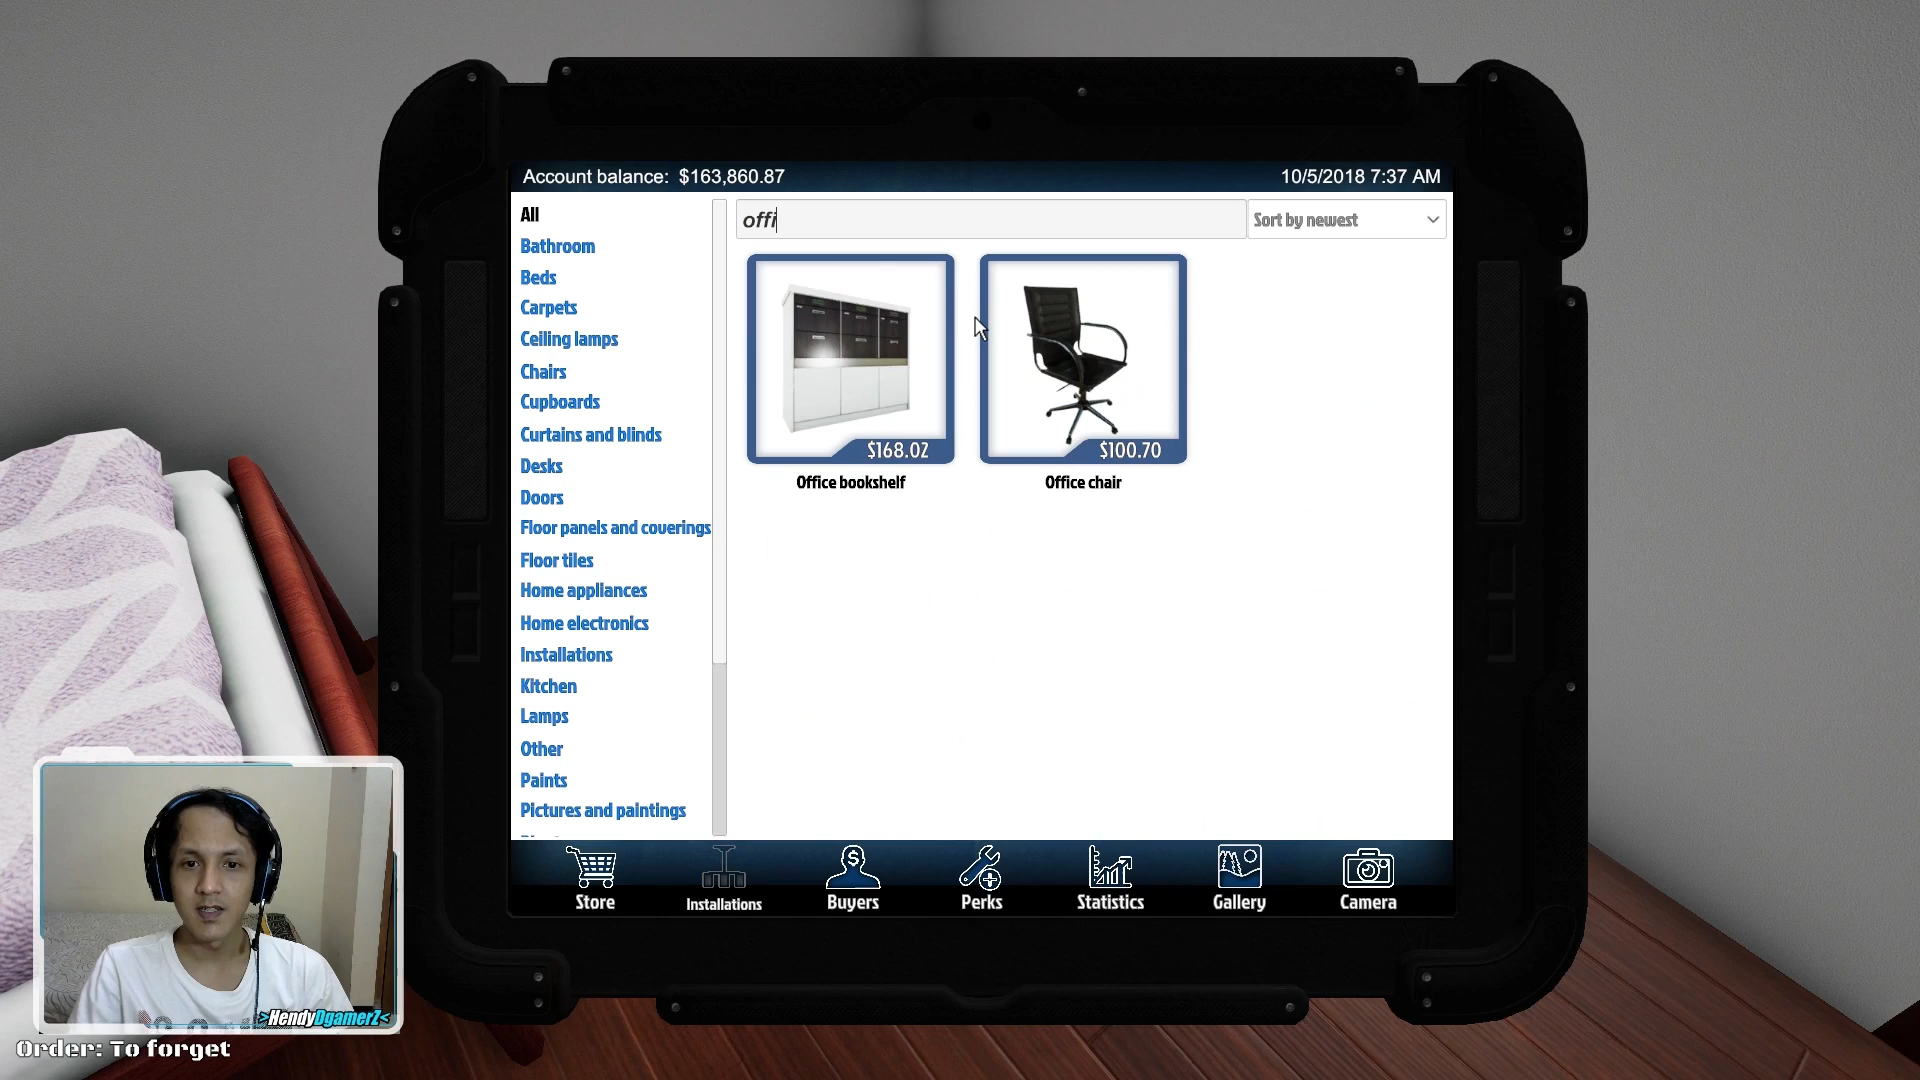 Account balance: $163,860.87
10/5/2018 7:37 AM
All
Bathroom
Beds
Carpets
Ceiling lamps
Chairs
Cupboards
Curtains and blinds
Desks
Doors
Floor panels and coverings
Floor tiles
Home appliances
Home electronics
Installations
Kitchen
Lamps
Other
Paints
Pictures and paintings
offi
Sort by newest
$168.02
Office bookshelf
$100.70
Office chair
Store
Installations
Buyers
Perks
Statistics
Gallery
Camera
>HendyDgamerZ<
Order: To forget